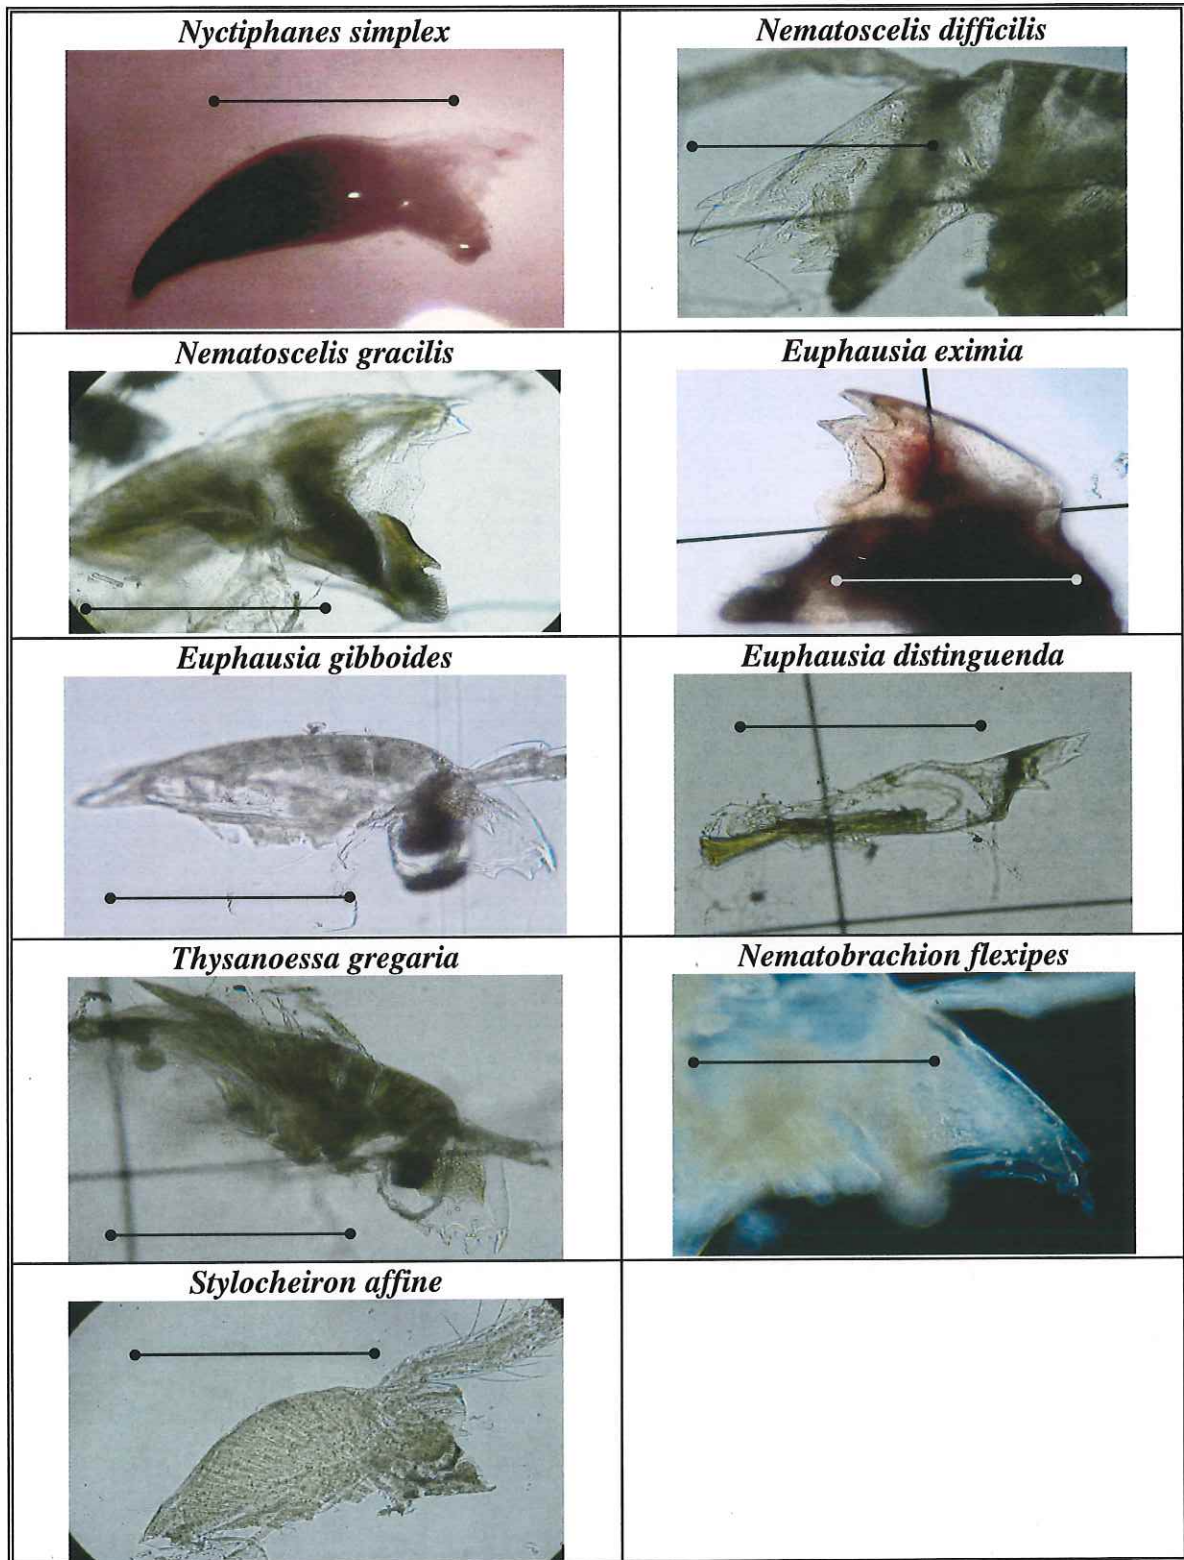 Nyctiphanes simplex
Nematoscelis difficilis
Nematoscelis gracilis
Euphausia eximia
Euphausia gibboides
Euphausia distinguenda
Thysanoessa gregaria
Nematobrachion flexipes
Stylocheiron affine